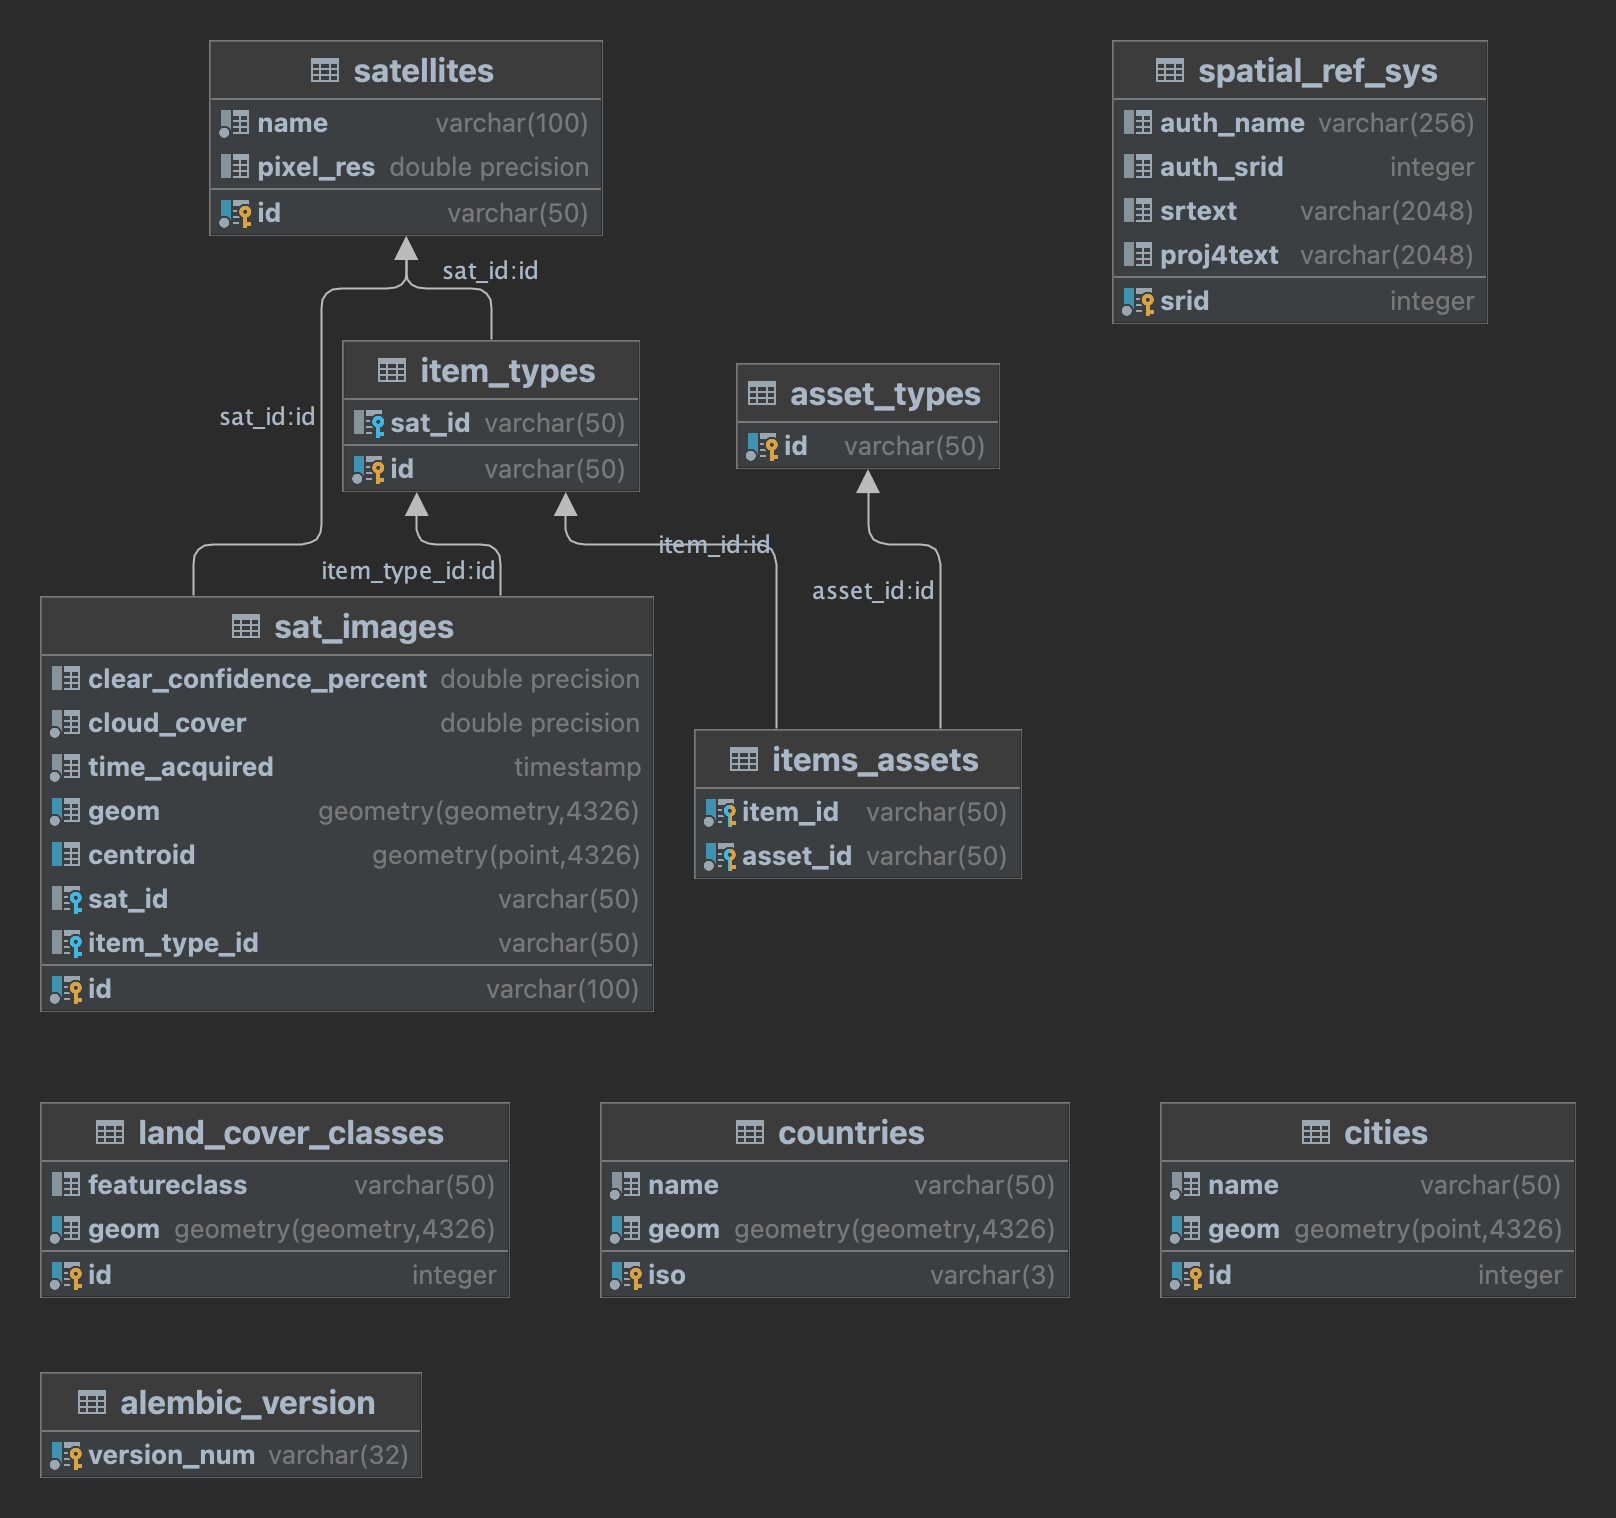 satellites
name varchar(100)
pixel_res double precision
id varchar(50)
spatial_ref_sys
auth_name varchar(256)
auth_srid integer
srtext varchar(2048)
proj4text varchar(2048)
srid integer
sat_id:id
item_types
sat_id varchar(50)
id varchar(50)
asset_types
id varchar(50)
sat_id:id
item_id:id
item_type_id:id
asset_id:id
sat_images
clear_confidence_percent double precision
cloud_cover double precision
time_acquired timestamp
geom geometry(geometry,4326)
centroid geometry(point,4326)
sat_id varchar(50)
item_type_id varchar(50)
id varchar(100)
items_assets
item_id varchar(50)
asset_id varchar(50)
land_cover_classes
featureclass varchar(50)
geom geometry(geometry,4326)
id integer
countries
name varchar(50)
geom geometry(geometry,4326)
iso varchar(3)
cities
name varchar(50)
geom geometry(point,4326)
id integer
alembic_version
version_num varchar(32)